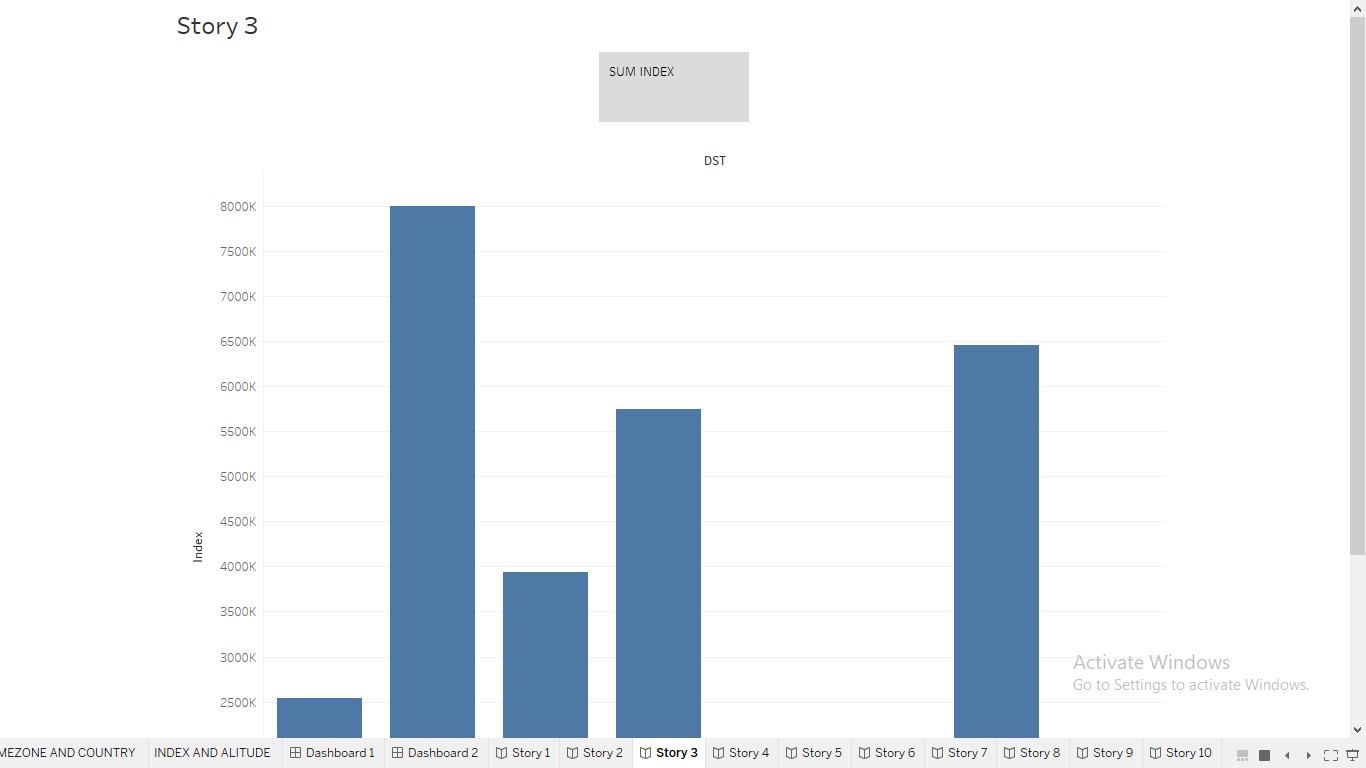 Story 3
SUM INDEX
DST
8000K
7500K
7000K
6500K
6000K
5500K
5000K
4500K
4000K
3500K
3000K
2500K
Index
Activate Windows
Go to Settings to activate Windows.
MEZONE AND COUNTRY INDEX AND ALITUDE Dashboard 1 Dashboard 2 Story 1 Story 2 Story 3 Story 4 Story 5 Story 6 Story 7 Story 8 Story 9 Story 10